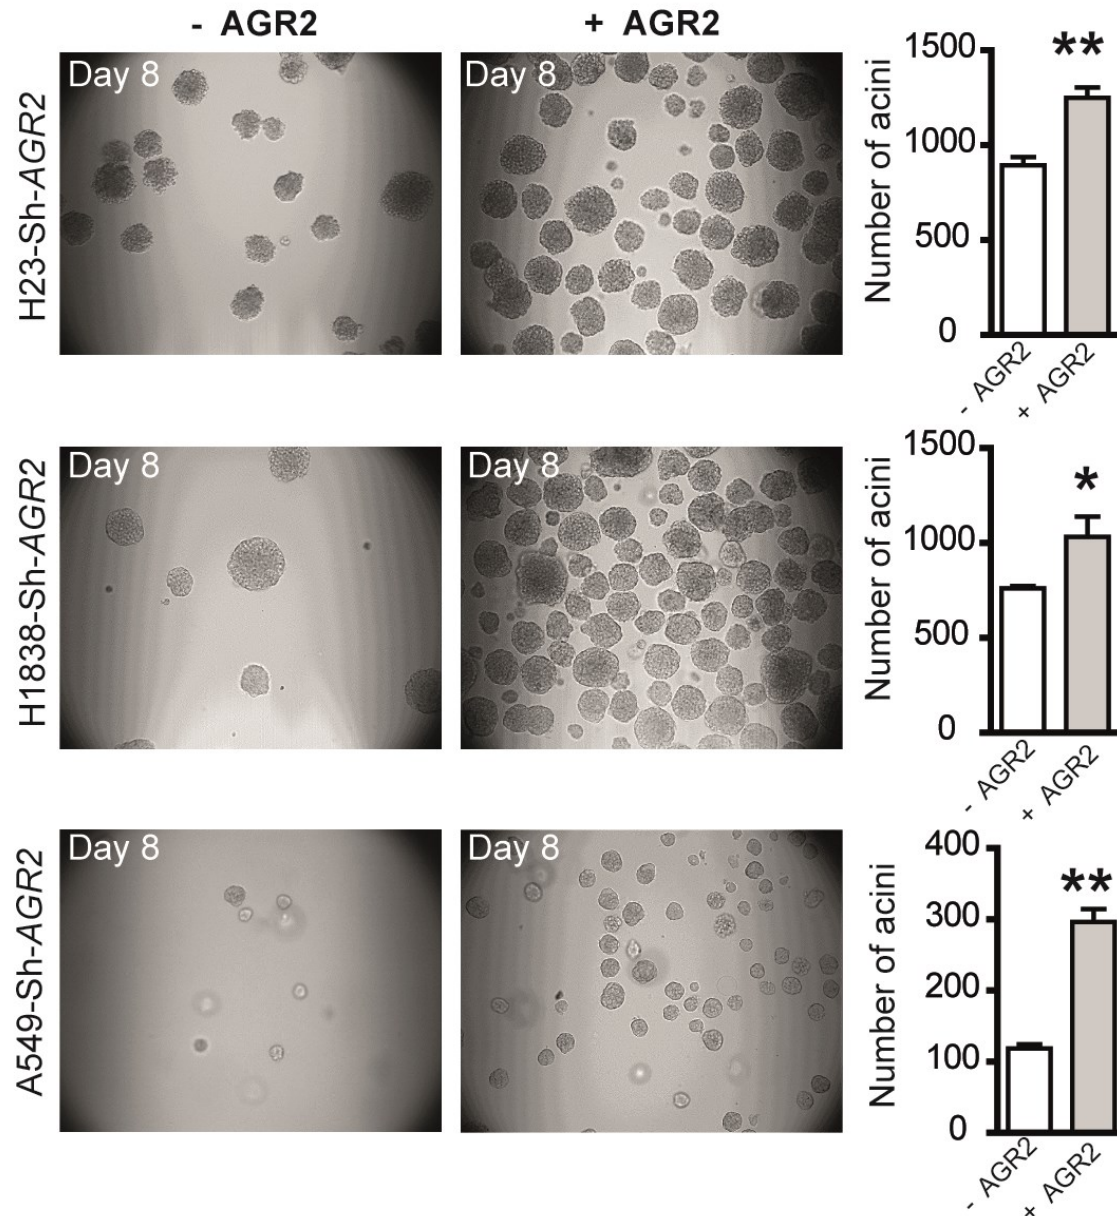 - AGR2
+ AGR2
H23-Sh-AGR2
Day 8
Day 8
Number of acini
1500
1000
500
0
**
- AGR2
+ AGR2
H1838-Sh-AGR2
Day 8
Day 8
Number of acini
1500
1000
500
0
*
- AGR2
+ AGR2
A549-Sh-AGR2
Day 8
Day 8
Number of acini
400
300
200
100
0
**
- AGR2
+ AGR2